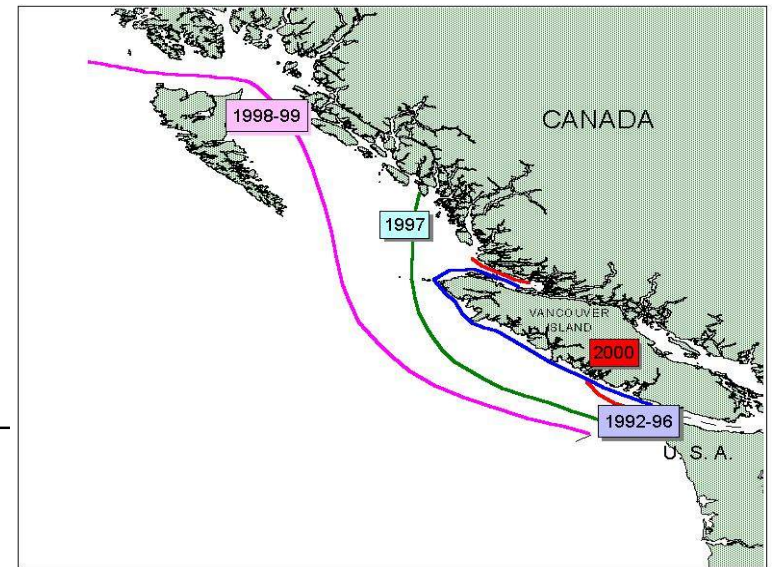 1998-99
CANADA
1997
VANCOUVER
ISLAND
2000
1992-96
U. S. A.